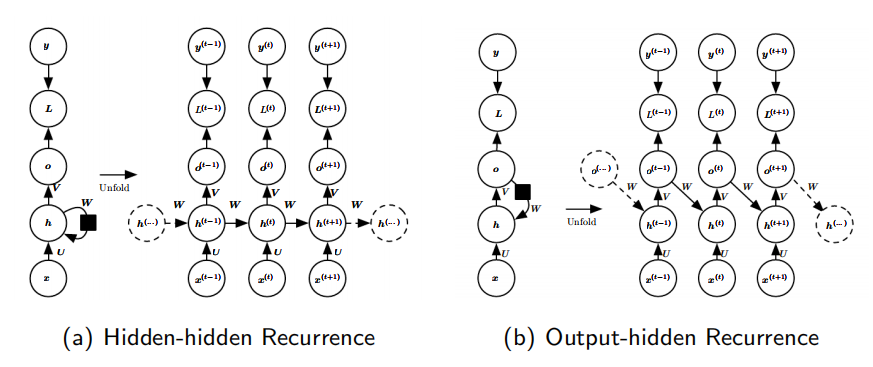 y y^(t−1) y^(t) y^(t+1)
L L^(t−1) L^(t) L^(t+1)
o o^(t−1) o^(t) o^(t+1)
Unfold
V V V V
W W W W W
h h^(...) h^(t−1) h^(t) h^(t+1) h^(...)
U U U U
x x^(t−1) x^(t) x^(t+1)
(a) Hidden-hidden Recurrence
y y^(t−1) y^(t) y^(t+1)
L L^(t−1) L^(t) L^(t+1)
o o^(...) o^(t−1) o^(t) o^(t+1)
W W W W
V V V V
W
h h^(t−1) h^(t) h^(t+1) h^(...)
Unfold
U U U U
x x^(t−1) x^(t) x^(t+1)
(b) Output-hidden Recurrence